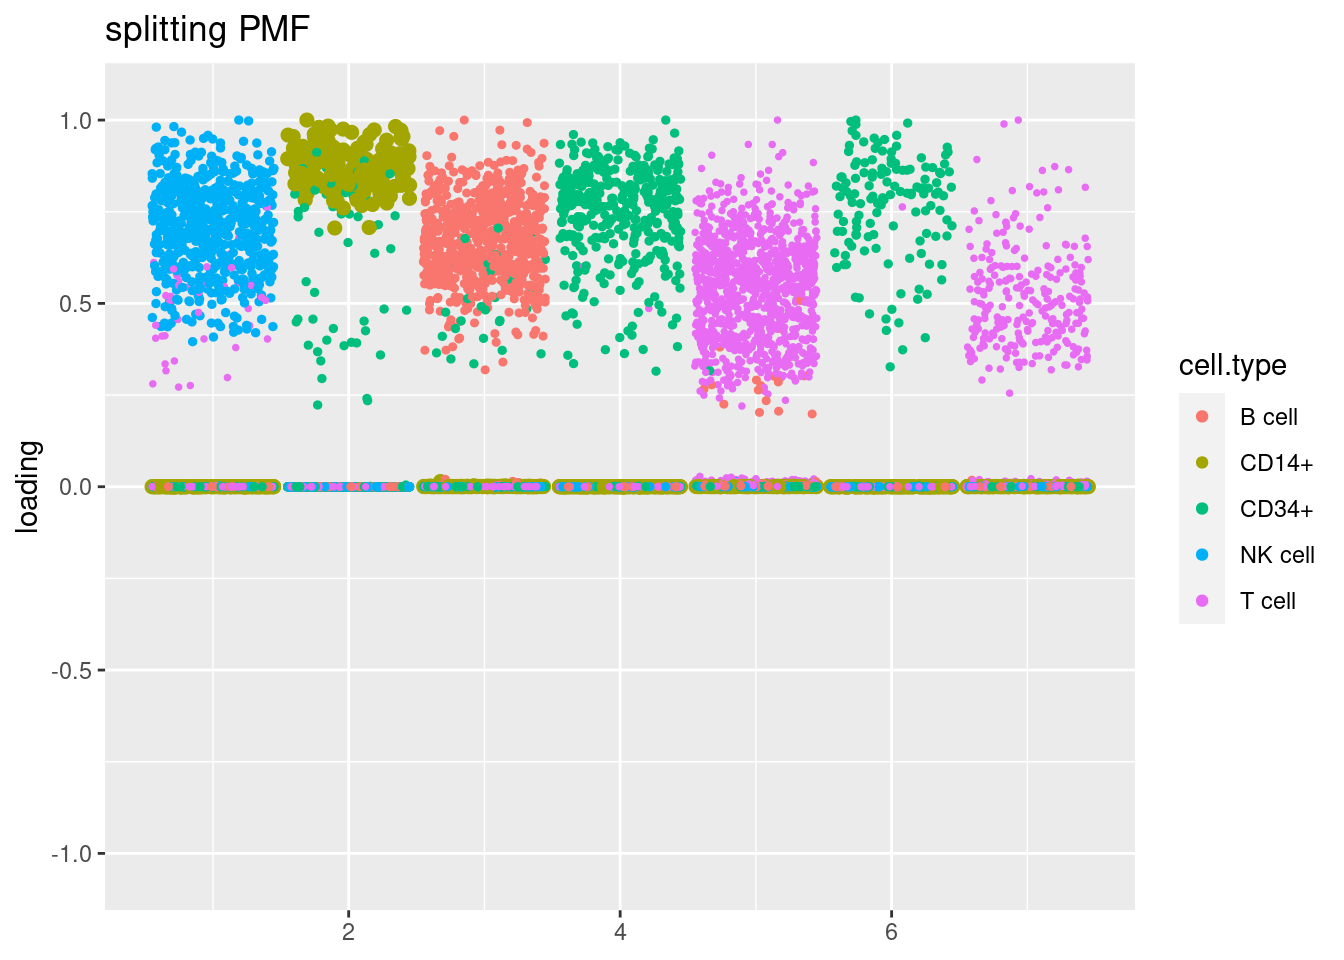 splitting PMF
loading
1.0
0.5
0.0
-0.5
-1.0
2
4
6
cell.type
B cell
CD14+
CD34+
NK cell
T cell